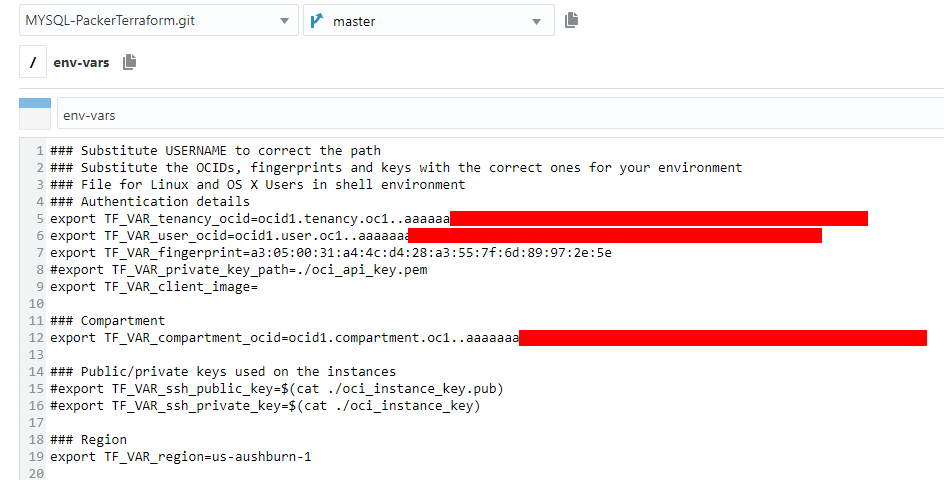 MYSQL-PackerTerraform.git
master
/ env-vars
env-vars
1 ### Substitute USERNAME to correct the path
2 ### Substitute the OCIDs, fingerprints and keys with the correct ones for your environment
3 ### File for Linux and OS X Users in shell environment
4 ### Authentication details
5 export TF_VAR_tenancy_ocid=ocid1.tenancy.oc1..aaaaaa
6 export TF_VAR_user_ocid=ocid1.user.oc1..aaaaaaa
7 export TF_VAR_fingerprint=a3:05:00:31:a4:4c:d4:28:a3:55:7f:6d:89:97:2e:5e
8 #export TF_VAR_private_key_path=./oci_api_key.pem
9 export TF_VAR_client_image=
10
11 ### Compartment
12 export TF_VAR_compartment_ocid=ocid1.compartment.oc1..aaaaaaa
13
14 ### Public/private keys used on the instances
15 #export TF_VAR_ssh_public_key=$(cat ./oci_instance_key.pub)
16 #export TF_VAR_ssh_private_key=$(cat ./oci_instance_key)
17
18 ### Region
19 export TF_VAR_region=us-aushburn-1
20